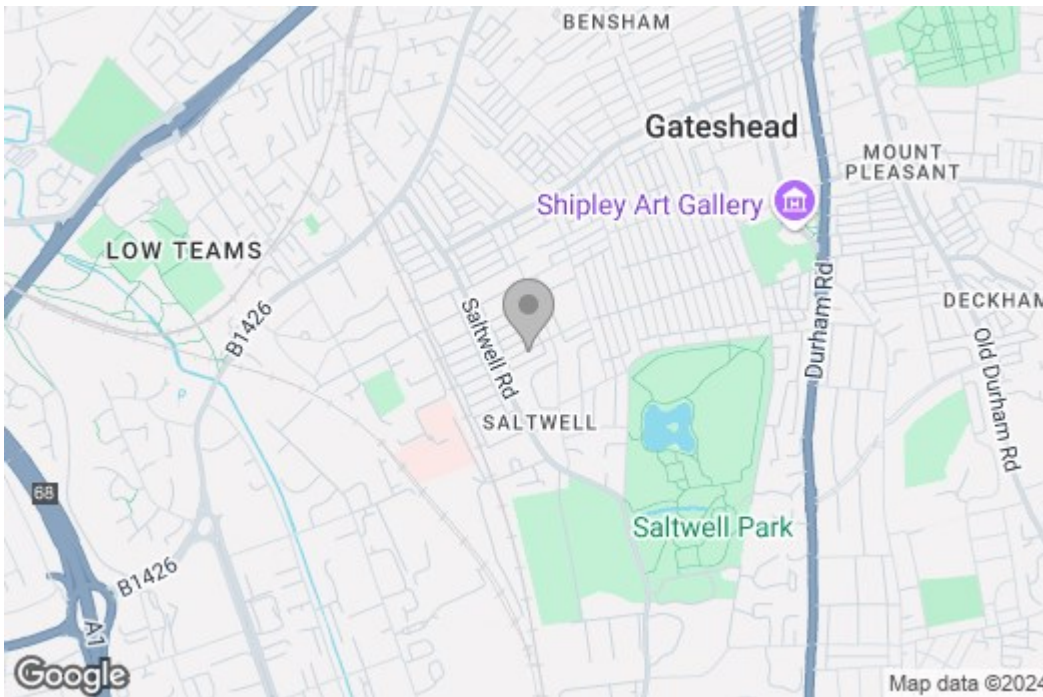 BENSHAM
Gateshead
MOUNT
PLEASANT
Shipley Art Gallery
LOW TEAMS
DECKHAM
B1426
Saltwell Rd
Durham Rd
Old Durham Rd
SALTWELL
68
Saltwell Park
B1426
A1
P
Google
Map data ©2024